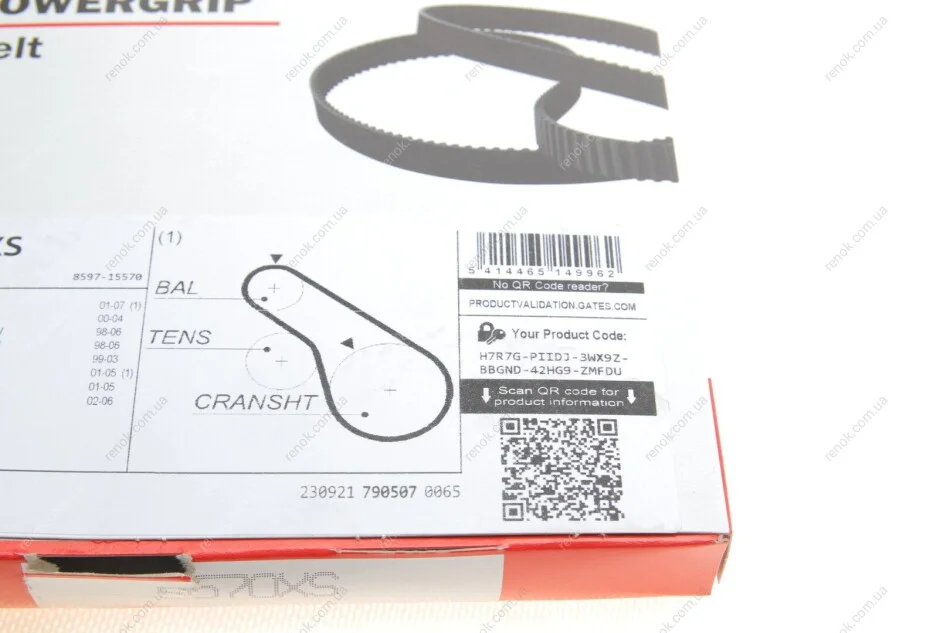 OWERGRIP
elt
XS
(1)
8597-15570
01-07 (1)
00-04
98-06
98-06
99-03
01-05 (1)
01-05
02-06
BAL
TENS
CRANSHT
230921 790507 0065
5 414465 149962
No QR Code reader?
PRODUCTVALIDATION.GATES.COM
Your Product Code:
H7R7G-PIIDJ-3WX9Z-
BBGND-42HG9-ZMFDU
Scan QR code for
product information
5570XS
renok.com.ua